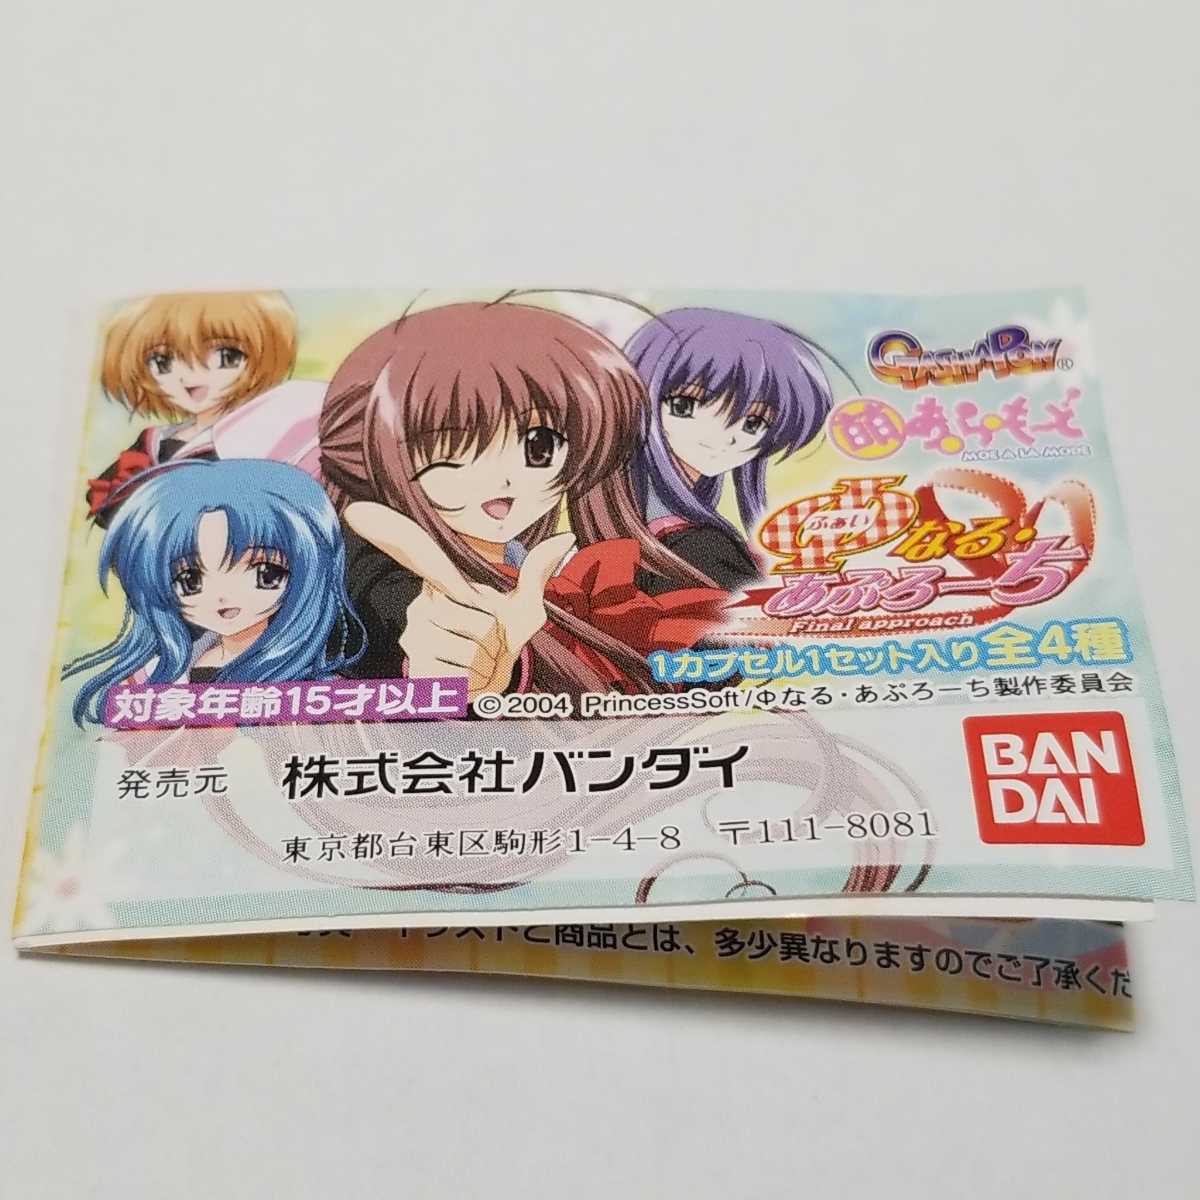 GASHAPON®
萌 あ・ら・もーど
MOE A LA MODE
Φなる・
ふぁい
あぷろーち
Final approach
1カプセル1セット入り全4種
対象年齢15才以上
©2004 PrincessSoft/Φなる・あぷろーち製作委員会
発売元 株式会社バンダイ
東京都台東区駒形1-4-8 〒111-8081
BAN
DAI
イラストと商品とは、多少異なりますのでご了承くだ